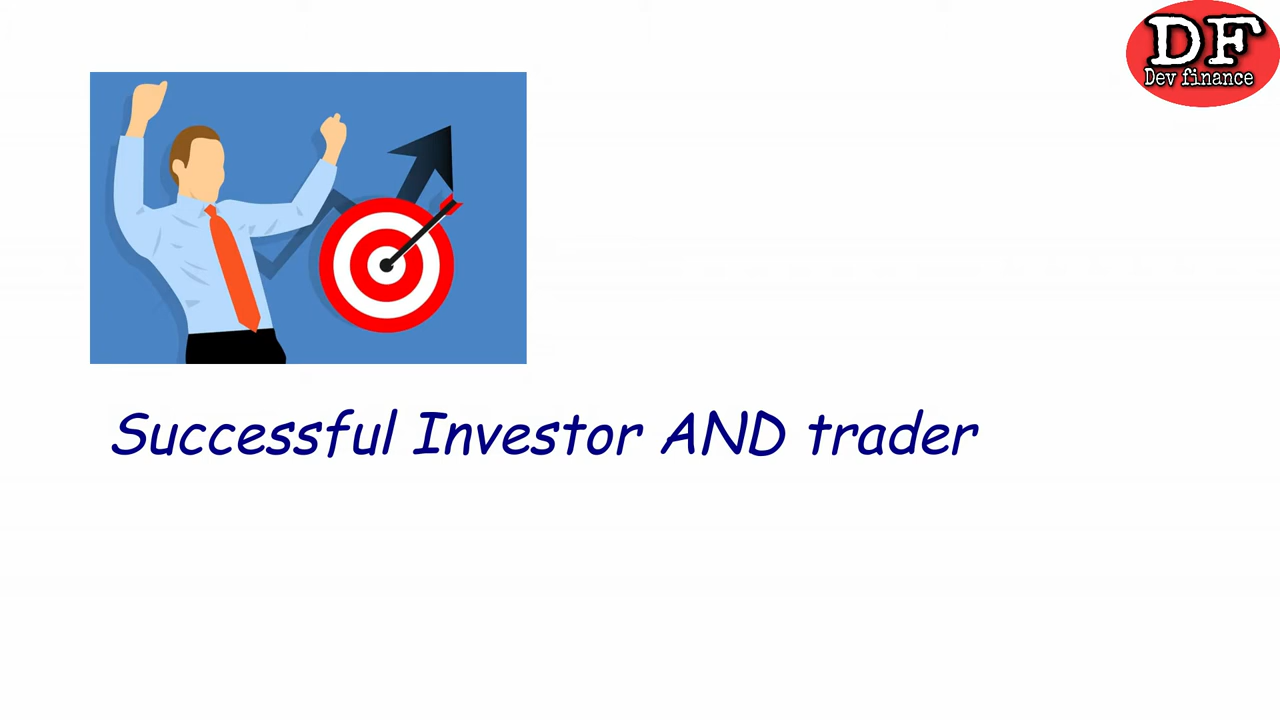 DF
Dev finance
Successful Investor AND trader